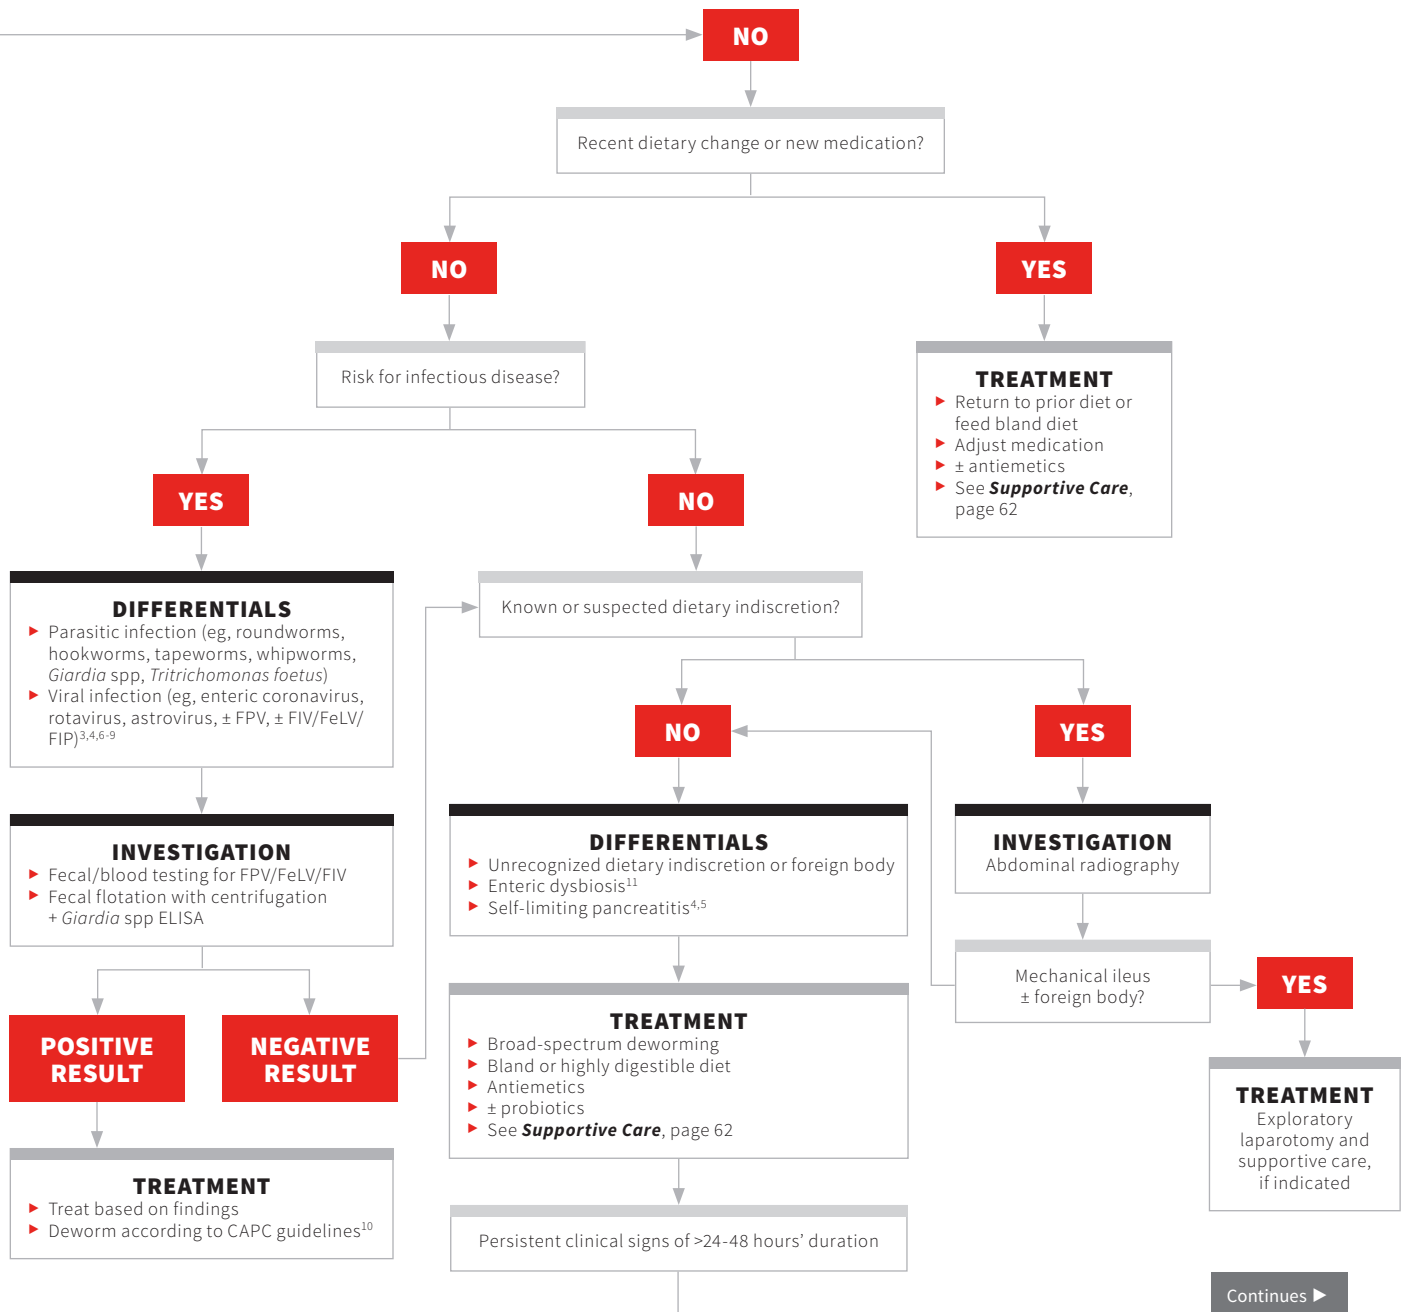 NO
Recent dietary change or new medication?
NO
YES
Risk for infectious disease?
TREATMENT
► Return to prior diet or
feed bland diet
► Adjust medication
► ± antiemetics
► See Supportive Care,
page 62
YES
NO
DIFFERENTIALS
► Parasitic infection (eg, roundworms,
hookworms, tapeworms, whipworms,
Giardia spp, Tritrichomonas foetus)
► Viral infection (eg, enteric coronavirus,
rotavirus, astrovirus, ± FPV, ± FIV/FeLV/
FIP)3,4,6-9
Known or suspected dietary indiscretion?
NO
YES
INVESTIGATION
► Fecal/blood testing for FPV/FeLV/FIV
► Fecal flotation with centrifugation
+ Giardia spp ELISA
DIFFERENTIALS
► Unrecognized dietary indiscretion or foreign body
► Enteric dysbiosis11
► Self-limiting pancreatitis4,5
INVESTIGATION
Abdominal radiography
Mechanical ileus
± foreign body?
YES
POSITIVE
RESULT
NEGATIVE
RESULT
TREATMENT
► Broad-spectrum deworming
► Bland or highly digestible diet
► Antiemetics
► ± probiotics
► See Supportive Care, page 62
TREATMENT
Exploratory
laparotomy and
supportive care,
if indicated
TREATMENT
► Treat based on findings
► Deworm according to CAPC guidelines10
Persistent clinical signs of >24-48 hours’ duration
Continues ►